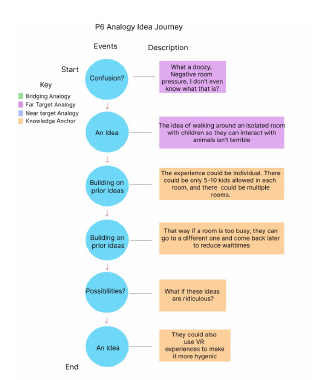 P6 Analogy Idea Journey
Events
Description
Start
Key
Bridging Analogy
Far Target Analogy
Near target Analogy
Knowledge Anchor
Confusion?
What a doozy,
Negative room
pressure, I don't even
know what that is?
An Idea
The idea of walking around an isolated room
with children so they can interact with
animals isn't terrible
Building on
prior ideas
The experience could be individual. There
could be only 5-10 kids allowed in each
room, and there could be multiple
rooms.
Building on
prior ideas
That way if a room is too busy, they can
go to a different one and come back later
to reduce waittimes
Possibilities?
What if these ideas
are ridiculous?
An Idea
They could also
use VR
experiences to make
it more hygenic
End